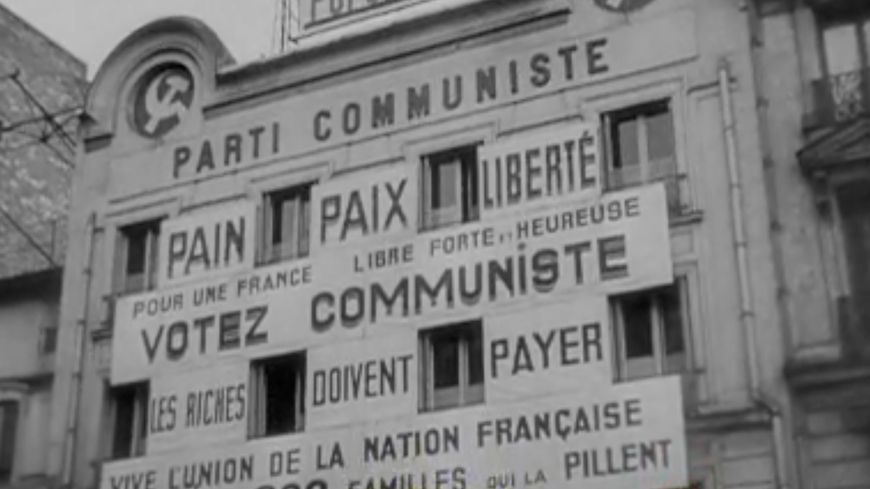 PARTI COMMUNISTE
PAIN PAIX LIBERTÉ
POUR UNE FRANCE LIBRE FORTE ET HEUREUSE
VOTEZ COMMUNISTE
LES RICHES DOIVENT PAYER
VIVE L'UNION DE LA NATION FRANÇAISE
FAMILLES QUI LA PILLENT